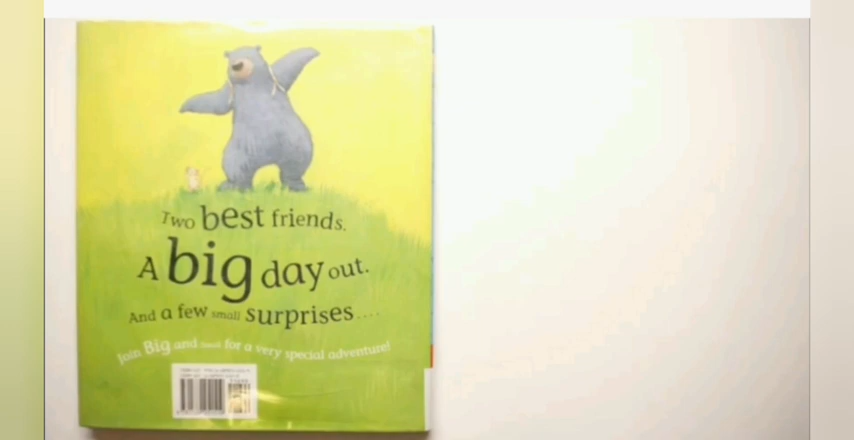 Two best friends.
A big day out.
And a few small surprises....
Join Big and Small for a very special adventure!